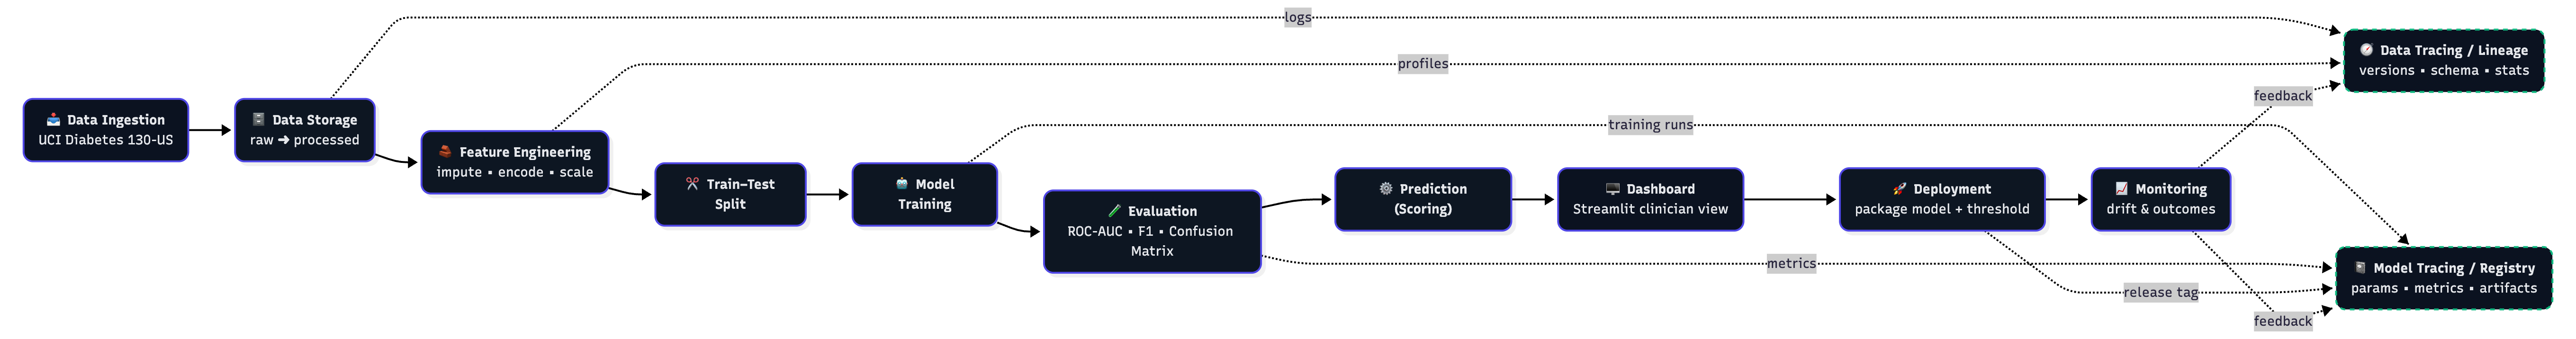 logs
Data Tracing / Lineage
versions ▪ schema ▪ stats
profiles
feedback
Data Ingestion
UCI Diabetes 130-US
Data Storage
raw ➜ processed
training runs
Feature Engineering
impute ▪ encode ▪ scale
Train–Test
Split
Model
Training
Evaluation
ROC-AUC ▪ F1 ▪ Confusion
Matrix
Prediction
(Scoring)
Dashboard
Streamlit clinician view
Deployment
package model + threshold
Monitoring
drift & outcomes
metrics
Model Tracing / Registry
params ▪ metrics ▪ artifacts
release tag
feedback